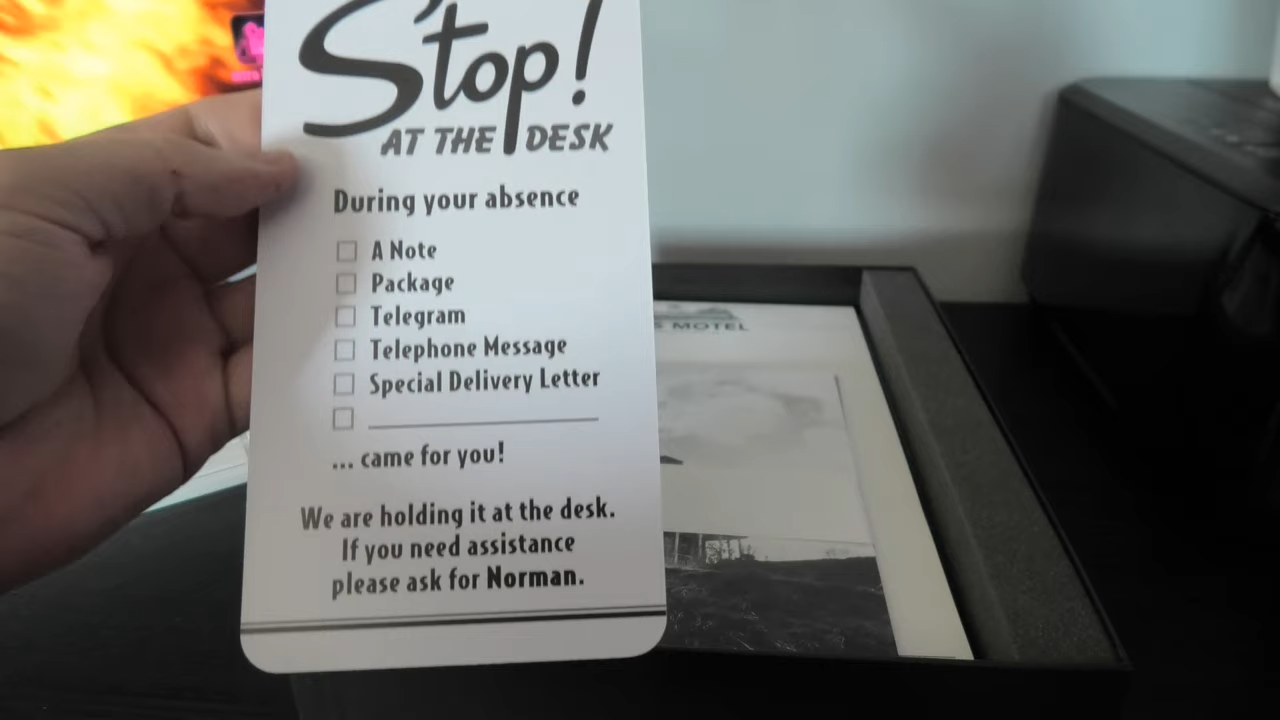 Stop!
AT THE DESK
During your absence
A Note
Package
Telegram
Telephone Message
Special Delivery Letter
... came for you!
We are holding it at the desk.
If you need assistance
please ask for Norman.
MOTEL